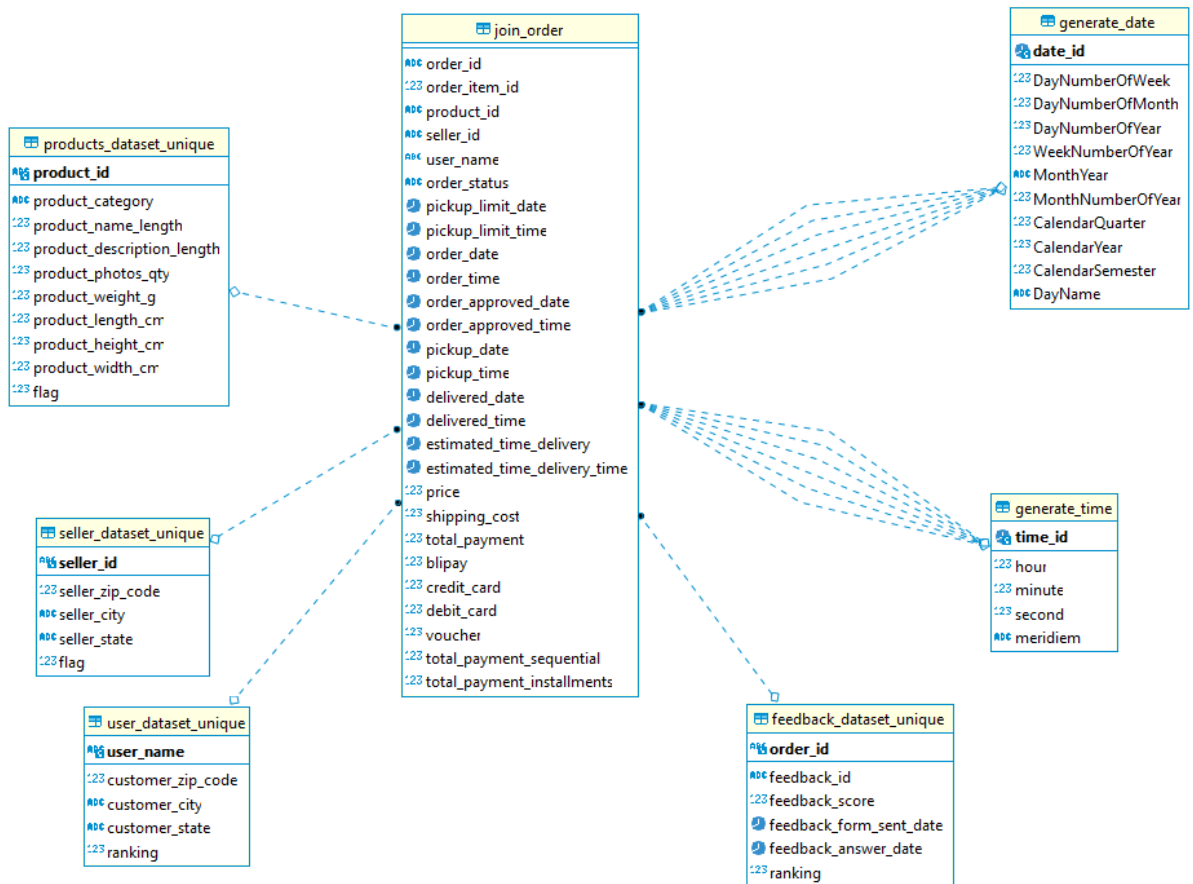 join_order
order_id
order_item_id
product_id
seller_id
user_name
order_status
pickup_limit_date
pickup_limit_time
order_date
order_time
order_approved_date
order_approved_time
pickup_date
pickup_time
delivered_date
delivered_time
estimated_time_delivery
estimated_time_delivery_time
price
shipping_cost
total_payment
blipay
credit_card
debit_card
voucher
total_payment_sequential
total_payment_installments
generate_date
date_id
DayNumberOfWeek
DayNumberOfMonth
DayNumberOfYear
WeekNumberOfYear
MonthYear
MonthNumberOfYear
CalendarQuarter
CalendarYear
CalendarSemester
DayName
products_dataset_unique
product_id
product_category
product_name_length
product_description_length
product_photos_qty
product_weight_g
product_length_cm
product_height_cm
product_width_cm
flag
seller_dataset_unique
seller_id
seller_zip_code
seller_city
seller_state
flag
generate_time
time_id
hour
minute
second
meridiem
user_dataset_unique
user_name
customer_zip_code
customer_city
customer_state
ranking
feedback_dataset_unique
order_id
feedback_id
feedback_score
feedback_form_sent_date
feedback_answer_date
ranking